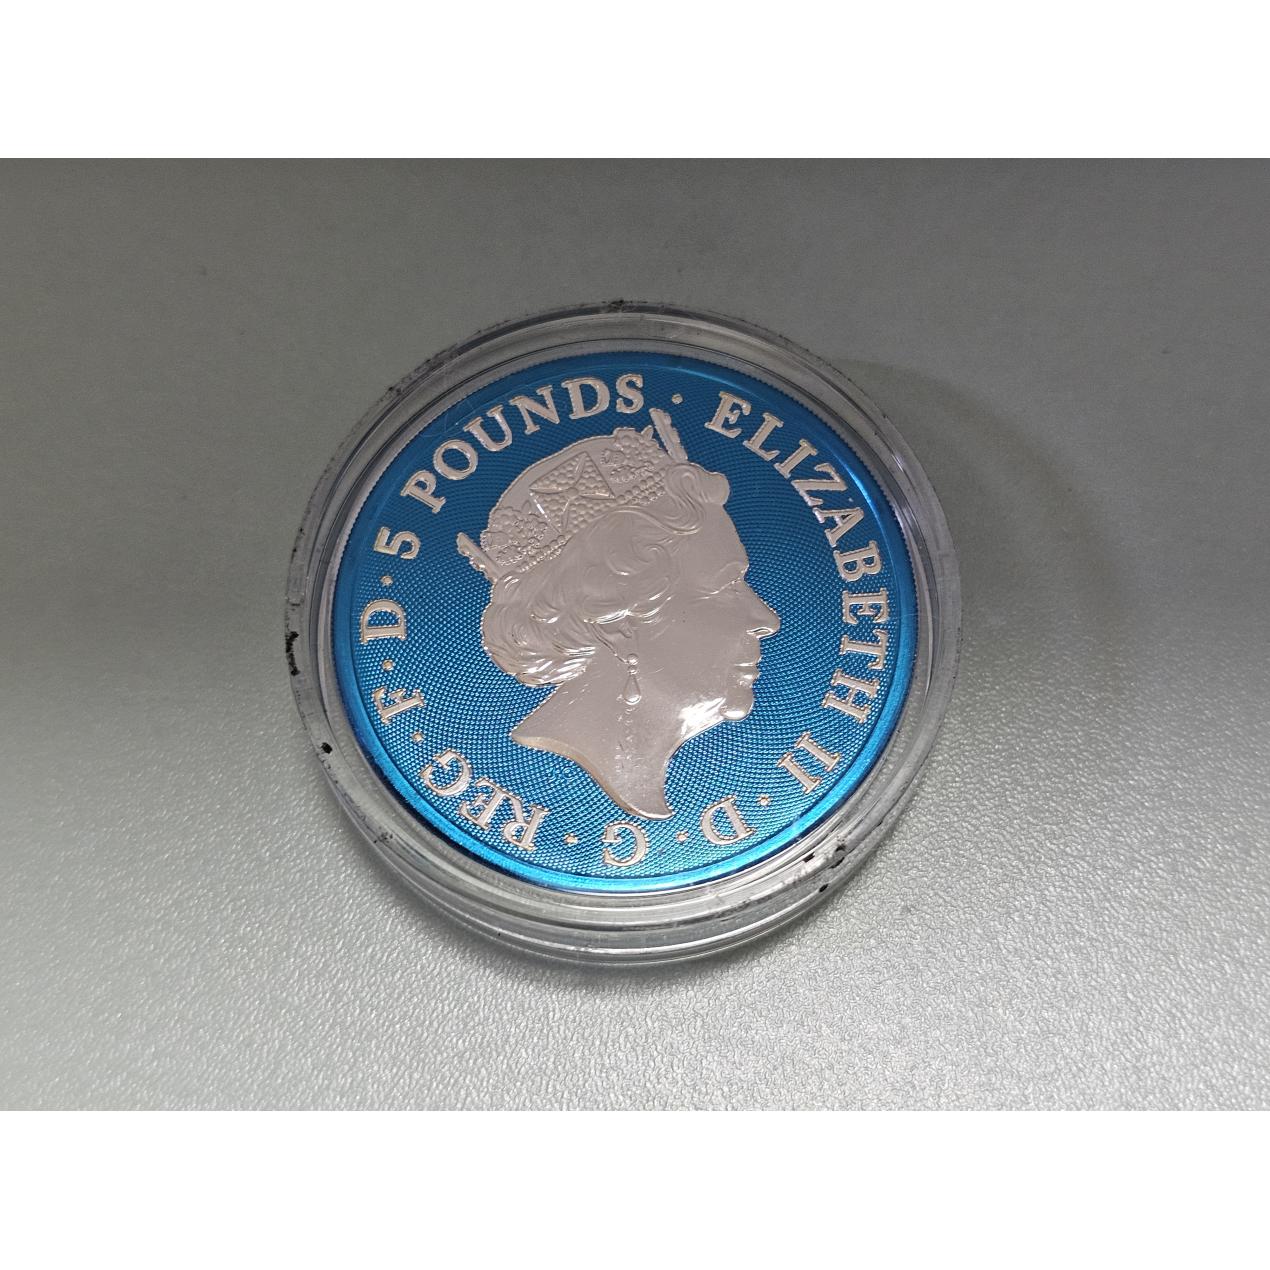 ELIZABETH II · D · G · REG · F · D · 5 POUNDS ·